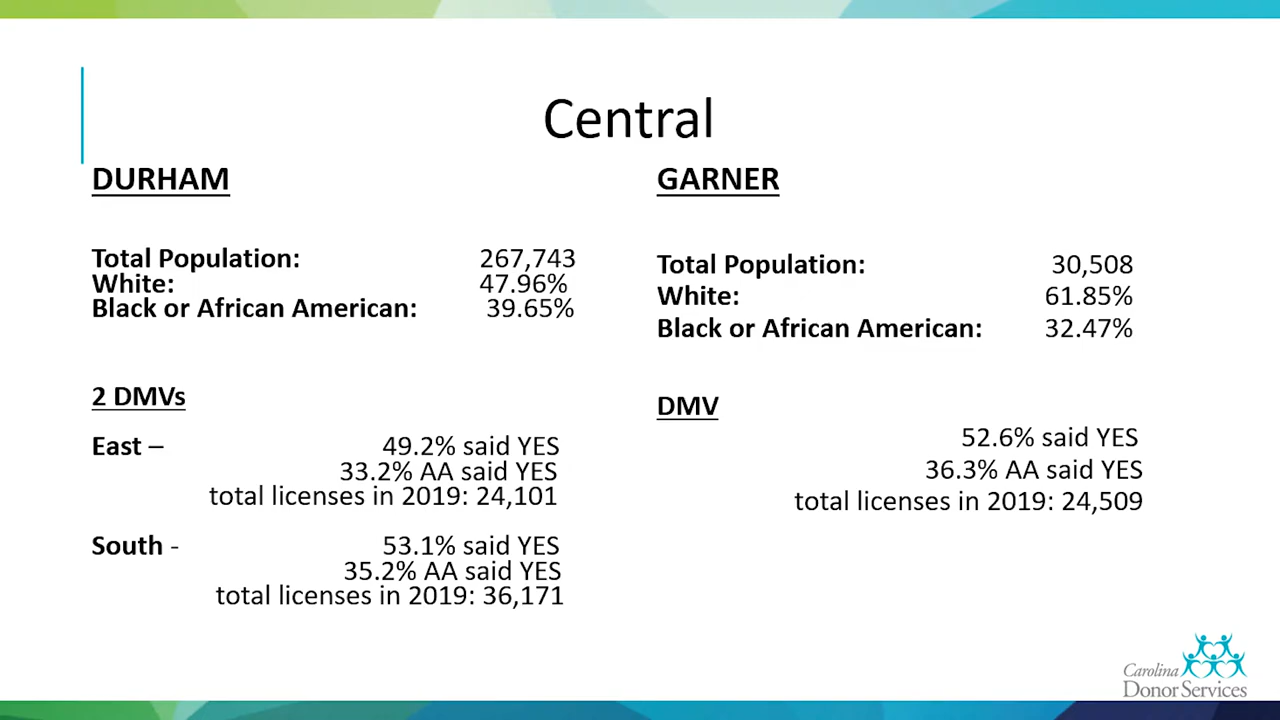 Central
DURHAM
Total Population: 267,743
White: 47.96%
Black or African American: 39.65%
2 DMVs
East – 49.2% said YES
33.2% AA said YES
total licenses in 2019: 24,101
South - 53.1% said YES
35.2% AA said YES
total licenses in 2019: 36,171
GARNER
Total Population: 30,508
White: 61.85%
Black or African American: 32.47%
DMV
52.6% said YES
36.3% AA said YES
total licenses in 2019: 24,509
Carolina
Donor Services